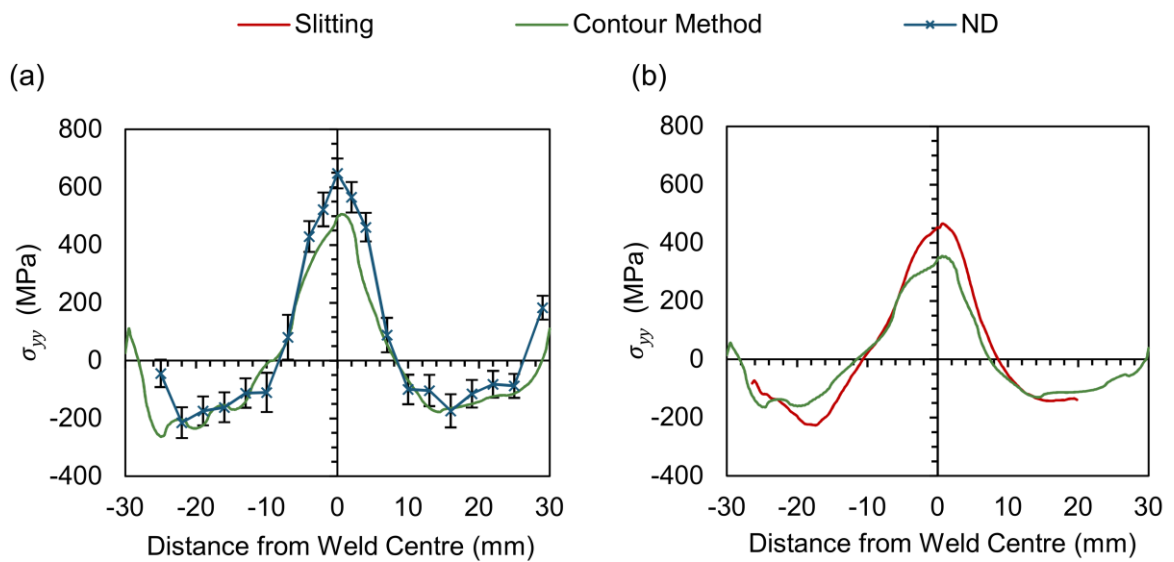 Slitting Contour Method ND
(a) (b)
800 800
600 600
400 400
200 200
0 0
-200 -200
-400 -400
σyy (MPa) σyy (MPa)
-30 -20 -10 0 10 20 30 -30 -20 -10 0 10 20 30
Distance from Weld Centre (mm) Distance from Weld Centre (mm)